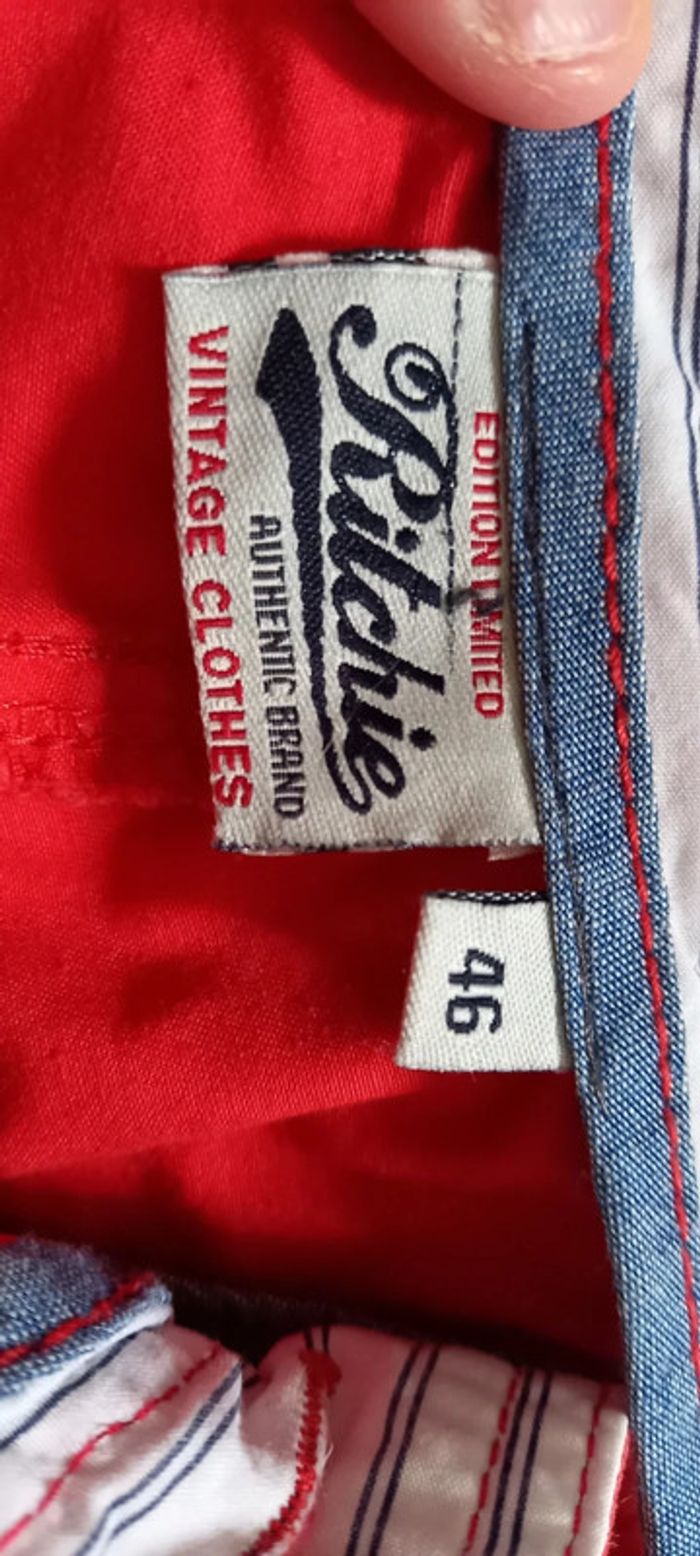 EDITION LIMITED
Ritchie
AUTHENTIC BRAND
VINTAGE CLOTHES
46